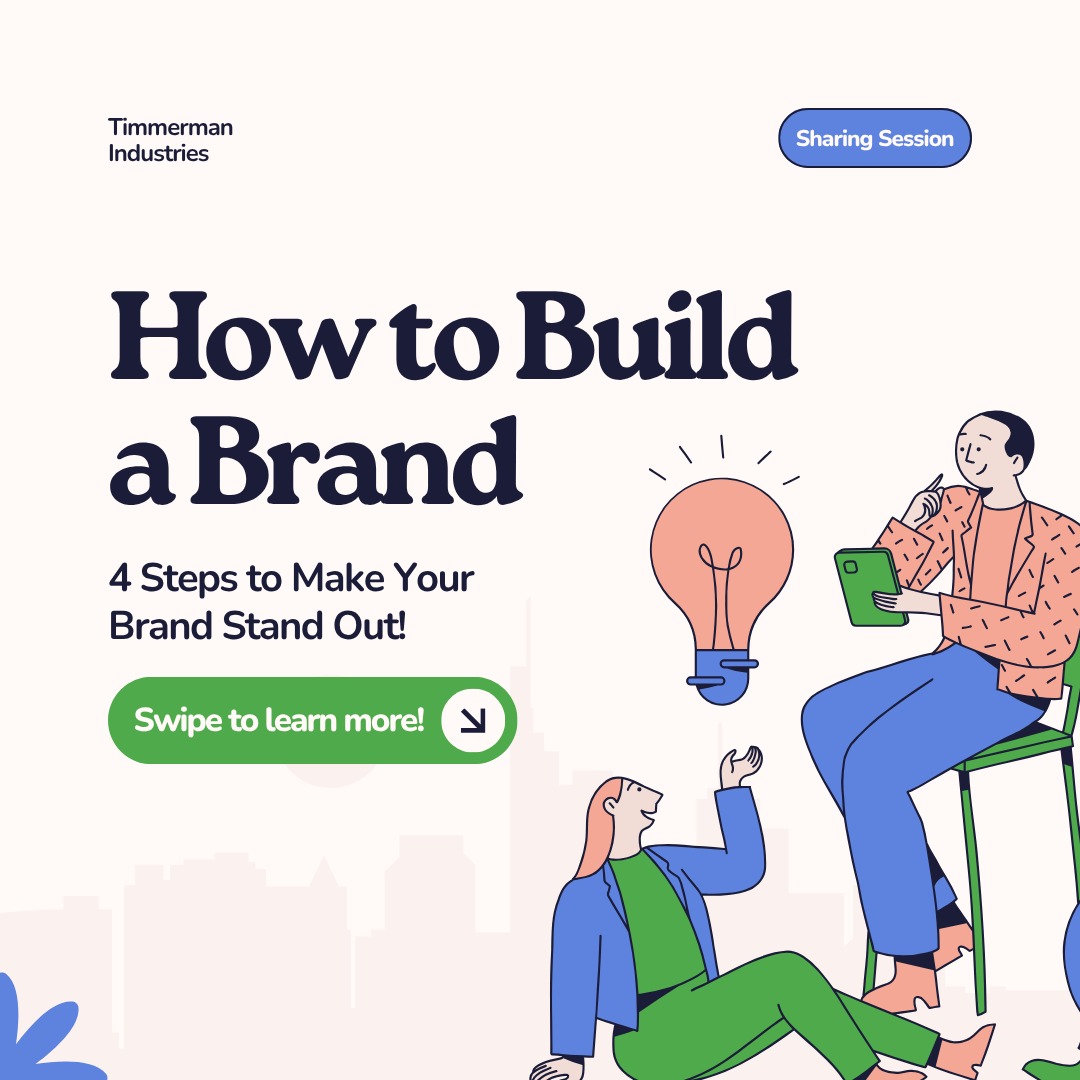 Timmerman
Industries
Sharing Session
How to Build
a Brand
4 Steps to Make Your
Brand Stand Out!
Swipe to learn more!